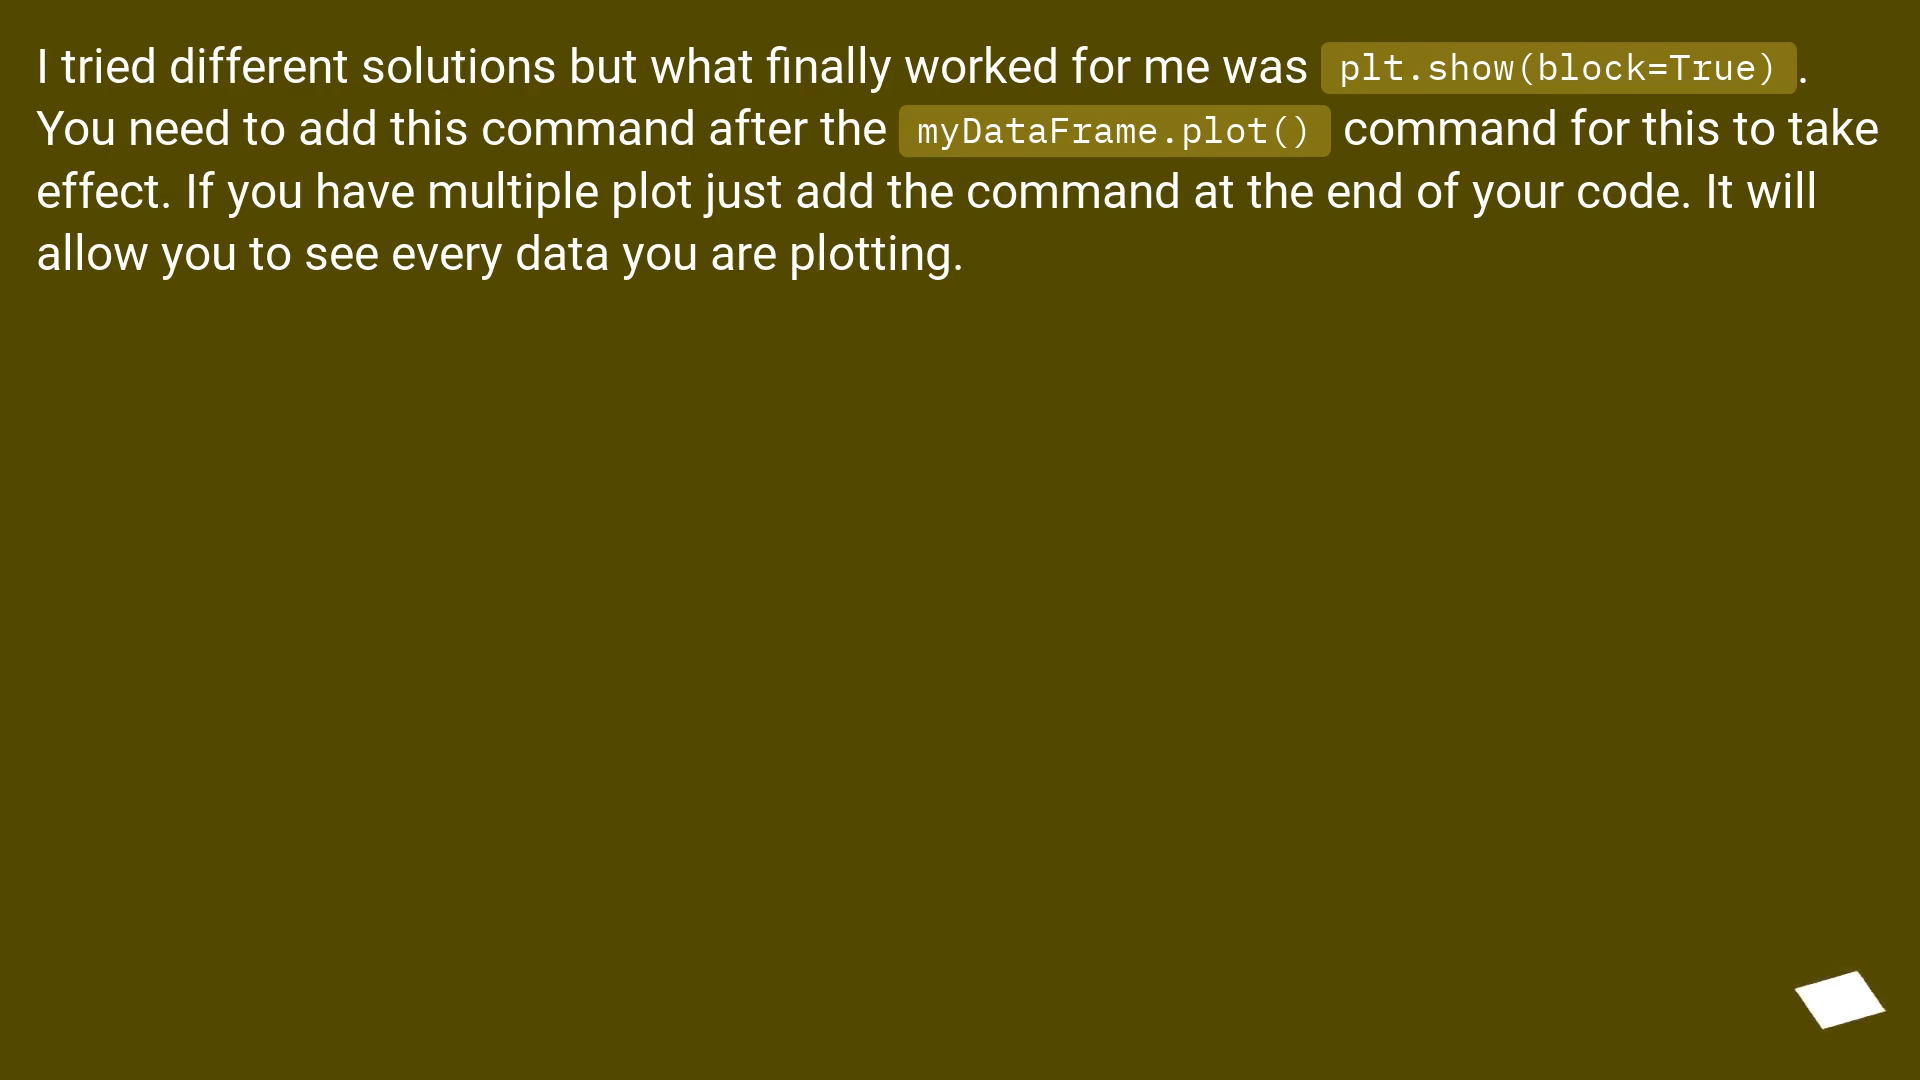 I tried different solutions but what finally worked for me was plt.show(block=True).
You need to add this command after the myDataFrame.plot() command for this to take
effect. If you have multiple plot just add the command at the end of your code. It will
allow you to see every data you are plotting.